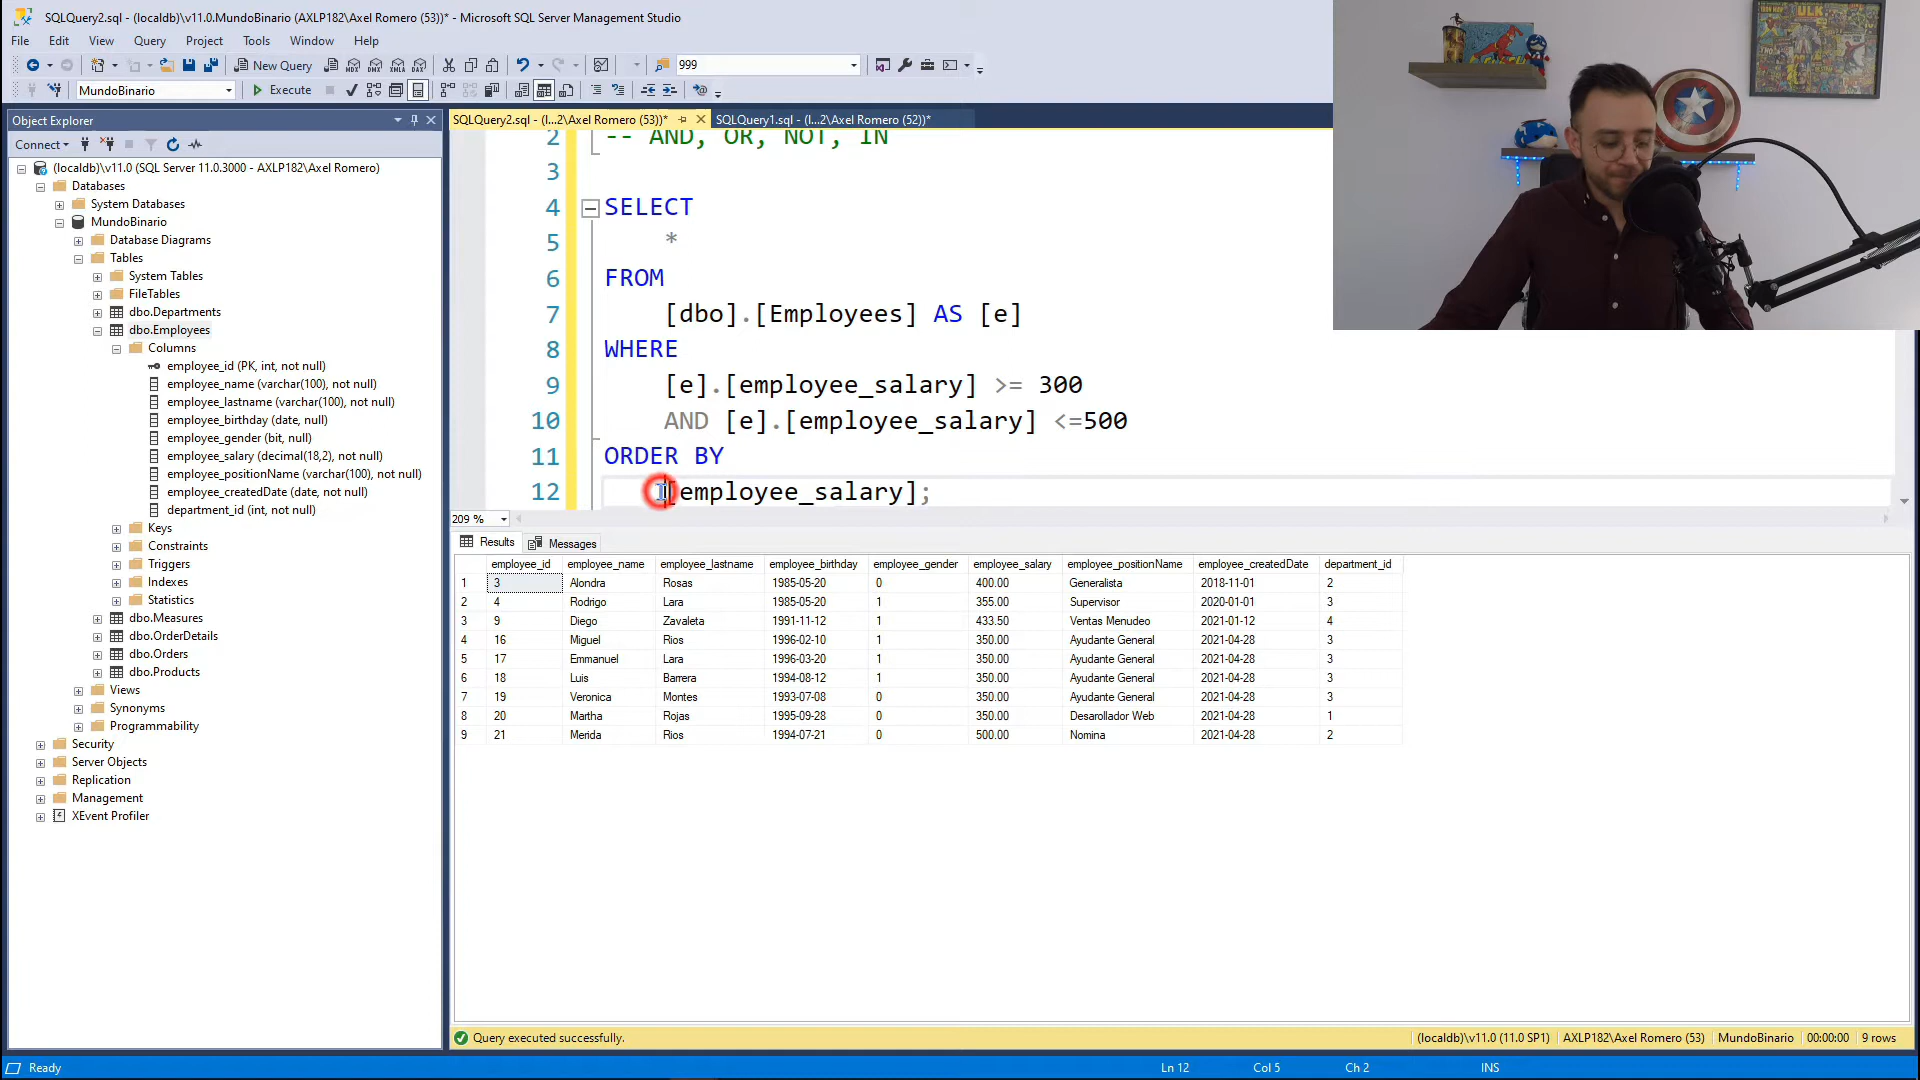 SQLQuery2.sql - (localdb)\v11.0.MundoBinario (AXLP182\Axel Romero (53))* - Microsoft SQL Server Management Studio
File Edit View Query Project Tools Window Help
New Query 999
MundoBinario Execute
Object Explorer
Connect
(localdb)\v11.0 (SQL Server 11.0.3000 - AXLP182\Axel Romero)
Databases
System Databases
MundoBinario
Database Diagrams
Tables
System Tables
FileTables
dbo.Departments
dbo.Employees
Columns
employee_id (PK, int, not null)
employee_name (varchar(100), not null)
employee_lastname (varchar(100), not null)
employee_birthday (date, null)
employee_gender (bit, null)
employee_salary (decimal(18,2), not null)
employee_positionName (varchar(100), not null)
employee_createdDate (date, not null)
department_id (int, not null)
Keys
Constraints
Triggers
Indexes
Statistics
dbo.Measures
dbo.OrderDetails
dbo.Orders
dbo.Products
Views
Synonyms
Programmability
Security
Server Objects
Replication
Management
XEvent Profiler
SQLQuery2.sql - (l...2\Axel Romero (53))* SQLQuery1.sql - (l...2\Axel Romero (52))*
2 -- AND, OR, NOT, IN
3
4 SELECT
5 *
6 FROM
7 [dbo].[Employees] AS [e]
8 WHERE
9 [e].[employee_salary] >= 300
10 AND [e].[employee_salary] <=500
11 ORDER BY
12 [employee_salary];
209 %
Results Messages
employee_id employee_name employee_lastname employee_birthday employee_gender employee_salary employee_positionName employee_createdDate department_id
1 3 Alondra Rosas 1985-05-20 0 400.00 Generalista 2018-11-01 2
2 4 Rodrigo Lara 1985-05-20 1 355.00 Supervisor 2020-01-01 3
3 9 Diego Zavaleta 1991-11-12 1 433.50 Ventas Menudeo 2021-01-12 4
4 16 Miguel Rios 1996-02-10 1 350.00 Ayudante General 2021-04-28 3
5 17 Emmanuel Lara 1996-03-20 1 350.00 Ayudante General 2021-04-28 3
6 18 Luis Barrera 1994-08-12 1 350.00 Ayudante General 2021-04-28 3
7 19 Veronica Montes 1993-07-08 0 350.00 Ayudante General 2021-04-28 3
8 20 Martha Rojas 1995-09-28 0 350.00 Desarollador Web 2021-04-28 1
9 21 Merida Rios 1994-07-21 0 500.00 Nomina 2021-04-28 2
Query executed successfully. (localdb)\v11.0 (11.0 SP1) AXLP182\Axel Romero (53) MundoBinario 00:00:00 9 rows
Ready Ln 12 Col 5 Ch 2 INS